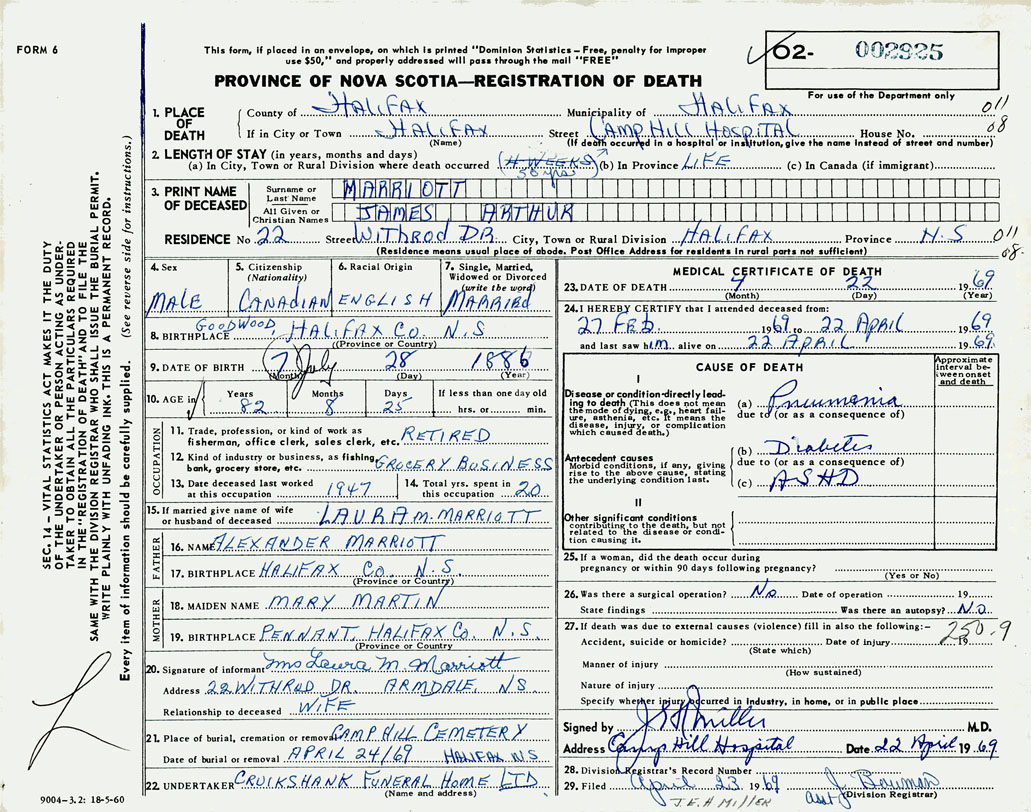 FORM 6
This form, if placed in an envelope, on which is printed "Dominion Statistics – Free, penalty for improper
use $50," and properly addressed will pass through the mail "FREE"
PROVINCE OF NOVA SCOTIA—REGISTRATION OF DEATH
02- 002925
For use of the Department only
011
08
1. PLACE OF DEATH
County of HALIFAX Municipality of HALIFAX
If in City or Town HALIFAX Street CAMP HILL HOSPITAL House No.
(Name) (If death occurred in a hospital or institution, give the name instead of street and number)
2. LENGTH OF STAY (in years, months and days)
(a) In City, Town or Rural Division where death occurred (4 WEEKS) (b) In Province LIFE (c) In Canada (if immigrant)
50 yrs
3. PRINT NAME OF DECEASED
Surname or Last Name MARRIOTT
All Given or Christian Names JAMES ARTHUR
RESIDENCE No 22 Street WITHROD DR. City, Town or Rural Division HALIFAX Province N.S
011
08.
(Residence means usual place of abode. Post Office Address for residents in rural parts not sufficient)
4. Sex MALE
5. Citizenship (Nationality) CANADIAN
6. Racial Origin ENGLISH
7. Single, Married, Widowed or Divorced (write the word) MARRIED
8. BIRTHPLACE GOODWOOD, HALIFAX CO. N.S
(Province or Country)
9. DATE OF BIRTH 7 July 28 1886
(Month) (Day) (Year)
10. AGE in Years 82 Months 8 Days 25 If less than one day old hrs. or min.
OCCUPATION
11. Trade, profession, or kind of work as fisherman, office clerk, sales clerk, etc. RETIRED
12. Kind of industry or business, as fishing, bank, grocery store, etc. GROCERY BUSINESS
13. Date deceased last worked at this occupation 1947
14. Total yrs. spent in this occupation 20
15. If married give name of wife or husband of deceased LAURA M. MARRIOTT
FATHER
16. NAME ALEXANDER MARRIOTT
17. BIRTHPLACE HALIFAX CO. N.S.
(Province or Country)
MOTHER
18. MAIDEN NAME MARY MARTIN
19. BIRTHPLACE PENNANT, HALIFAX CO. N.S.
(Province or Country
20. Signature of informant Mrs Laura M. Marriott
Address 22 WITHROD DR. ARMDALE, NS.
Relationship to deceased WIFE
21. Place of burial, cremation or removal CAMP HILL CEMETERY
Date of burial or removal APRIL 24/69 HALIFAX N.S
22. UNDERTAKER CRUIKSHANK FUNERAL HOME LTD
(Name and address)
MEDICAL CERTIFICATE OF DEATH
23. DATE OF DEATH 4 22 1969
(Month) (Day) (Year)
24. I HEREBY CERTIFY that I attended deceased from:
27 Feb. 1969 to 22 April 1969
and last saw him alive on 22 APRIL 1969.
CAUSE OF DEATH
Approximate interval between onset and death
I
Disease or condition directly leading to death (This does not mean the mode of dying, e.g., heart failure, asthenia, etc. It means the disease, injury, or complication which caused death.)
(a) Pneumonia
due to (or as a consequence of)
Antecedent causes
Morbid conditions, if any, giving rise to the above cause, stating the underlying condition last.
(b) Diabetes
due to (or as a consequence of)
(c) ASHD
II
Other significant conditions
contributing to the death, but not related to the disease or condition causing it.
25. If a woman, did the death occur during pregnancy or within 90 days following pregnancy?
(Yes or No)
26. Was there a surgical operation? No Date of operation 19
State findings Was there an autopsy? No
27. If death was due to external causes (violence) fill in also the following:–
250-9
Accident, suicide or homicide? Date of injury 19
(State which)
Manner of injury
(How sustained)
Nature of injury
Specify whether injury occurred in Industry, in home, or in public place
Signed by J E H Miller M.D.
Address Camp Hill Hospital Date 22 April 1969
28. Division Registrar's Record Number
29. Filed April 23 1969 J. Bowman
J.E.H MILLER asst (Division Registrar)
SEC. 14 – VITAL STATISTICS ACT MAKES IT THE DUTY
OF THE UNDERTAKER OR PERSON ACTING AS UNDER-
TAKER TO OBTAIN ALL THE PARTICULARS REQUIRED
IN THE "REGISTRATION OF DEATH" AND TO FILE THE
SAME WITH THE DIVISION REGISTRAR WHO SHALL ISSUE THE BURIAL PERMIT.
WRITE PLAINLY WITH UNFADING INK. THIS IS A PERMANENT RECORD.
Every item of information should be carefully supplied. (See reverse side for instructions.)
9004–3.2: 18-5-60